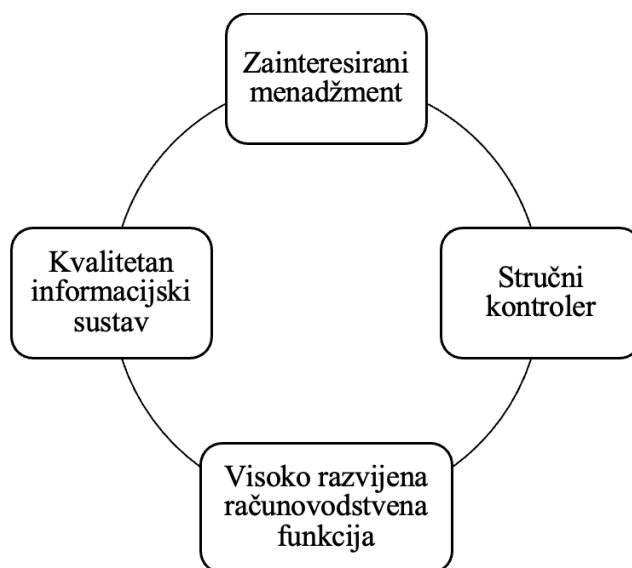 Zainteresirani
menadžment
Kvalitetan
informacijski
sustav
Stručni
kontroler
Visoko razvijena
računovodstvena
funkcija